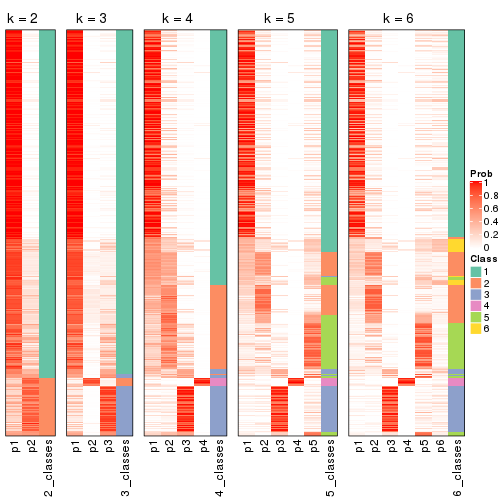 k = 2
k = 3
k = 4
k = 5
k = 6
Prob
1
0.8
0.6
0.4
0.2
0
Class
1
2
3
4
5
6
p1
p2
2_classes
p1
p2
p3
3_classes
p1
p2
p3
p4
4_classes
p1
p2
p3
p4
p5
5_classes
p1
p2
p3
p4
p5
p6
6_classes